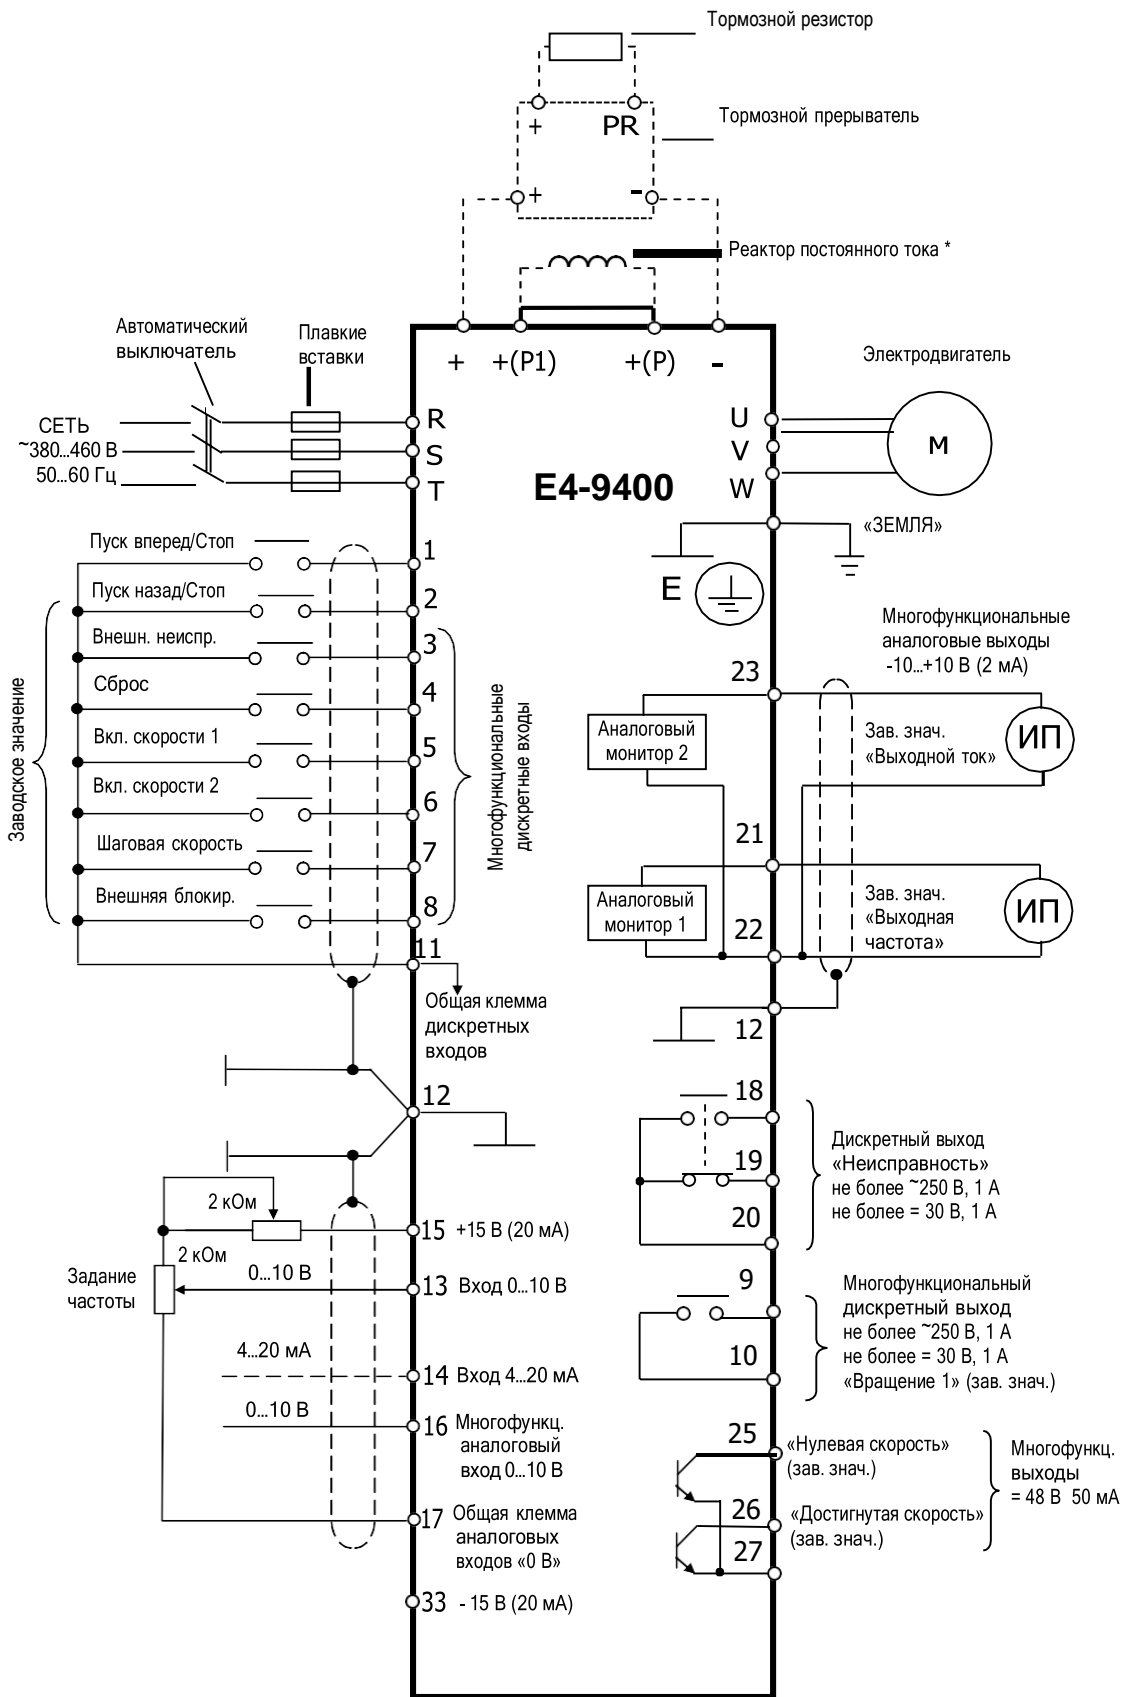 Тормозной резистор
+ PR
Тормозной прерыватель
+ -
Реактор постоянного тока *
Автоматический
выключатель
Плавкие
вставки
+ +(P1) +(P) -
Электродвигатель
СЕТЬ
~380...460 В
50...60 Гц
R
S
T
E4-9400
U
V
W
М
«ЗЕМЛЯ»
E
Пуск вперед/Стоп
1
Пуск назад/Стоп
2
Внешн. неиспр.
3
Сброс
4
Вкл. скорости 1
5
Вкл. скорости 2
6
Шаговая скорость
7
Внешняя блокир.
8
Заводское значение
Многофункциональные
дискретные входы
11
Общая клемма
дискретных
входов
12
2 кОм
15 +15 В (20 мА)
2 кОм
Задание
частоты
0...10 В
13 Вход 0...10 В
4...20 мА
14 Вход 4...20 мА
0...10 В
16 Многофункц.
аналоговый
вход 0...10 В
17 Общая клемма
аналоговых
входов «0 В»
33 - 15 В (20 мА)
Многофункциональные
аналоговые выходы
-10...+10 В (2 мА)
23
Аналоговый
монитор 2
Зав. знач.
«Выходной ток»
ИП
21
Аналоговый
монитор 1
22
Зав. знач.
«Выходная
частота»
ИП
12
18
19
20
Дискретный выход
«Неисправность»
не более ~250 В, 1 А
не более = 30 В, 1 А
9
10
Многофункциональный
дискретный выход
не более ~250 В, 1 А
не более = 30 В, 1 А
«Вращение 1» (зав. знач.)
25
«Нулевая скорость»
(зав. знач.)
26
«Достигнутая скорость»
(зав. знач.)
27
Многофункц.
выходы
= 48 В 50 мА